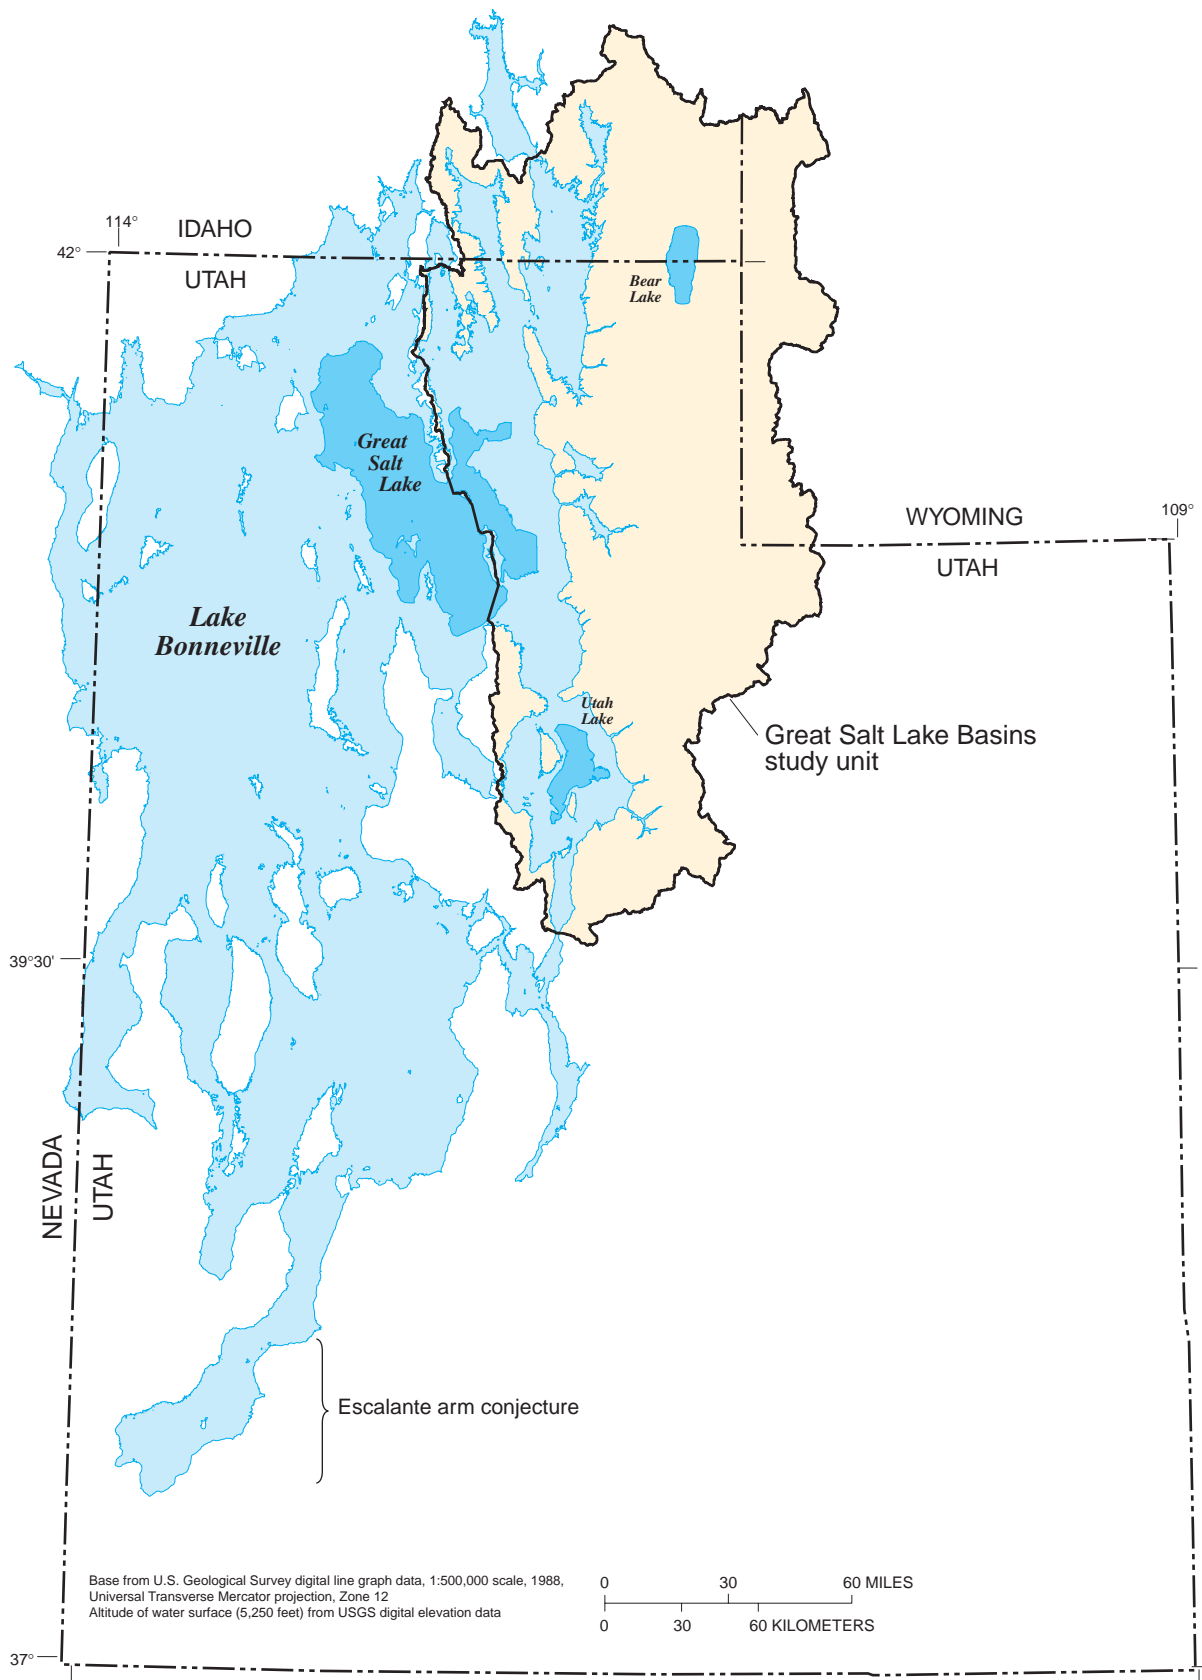 114°
IDAHO
42°
UTAH
Bear
Lake
Great
Salt
Lake
WYOMING
109°
UTAH
Lake
Bonneville
Utah
Lake
Great Salt Lake Basins
study unit
39°30'
NEVADA
UTAH
Escalante arm conjecture
Base from U.S. Geological Survey digital line graph data, 1:500,000 scale, 1988,
Universal Transverse Mercator projection, Zone 12
Altitude of water surface (5,250 feet) from USGS digital elevation data
0 30 60 MILES
0 30 60 KILOMETERS
37°